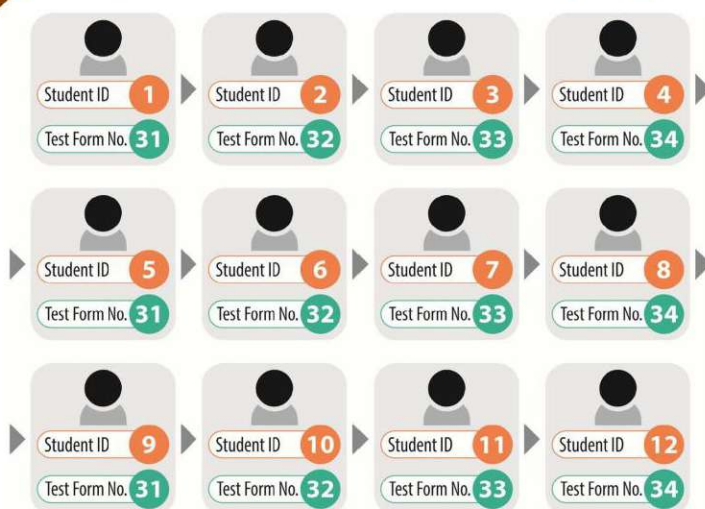 Student ID 1 Student ID 2 Student ID 3 Student ID 4
Test Form No. 31 Test Form No. 32 Test Form No. 33 Test Form No. 34
Student ID 5 Student ID 6 Student ID 7 Student ID 8
Test Form No. 31 Test Form No. 32 Test Form No. 33 Test Form No. 34
Student ID 9 Student ID 10 Student ID 11 Student ID 12
Test Form No. 31 Test Form No. 32 Test Form No. 33 Test Form No. 34